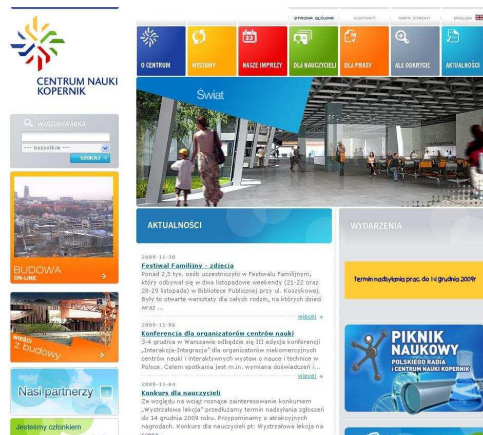 STRONA GŁÓWNA
KONTAKT
MAPA STRONY
ENGLISH
CENTRUM NAUKI
KOPERNIK
O CENTRUM
WYSTAWY
NASZE IMPREZY
DLA NAUCZYCIELI
DLA PRASY
ALE ODKRYCIE
AKTUALNOŚCI
WYSZUKIWARKA
--- wszystkie ---
SZUKAJ
Świat
BUDOWA
ON-LINE
z budowy
Nasi partnerzy
Jesteśmy członkiem
AKTUALNOŚCI
2009-11-30
Festiwal Familijny - zdjęcia
Ponad 2,5 tys. osób uczestniczyło w Festiwalu Familijnym,
który odbywał się w dwa listopadowe weekendy (21-22 oraz
28-29 listopada) w Bibliotece Publicznej przy ul. Koszykowej.
Były to otwarte warsztaty dla całych rodzin, na których dzieci
wraz ...
więcej
2009-11-06
Konferencja dla organizatorów centrów nauki
3-4 grudnia w Warszawie odbędzie się III edycja konferencji
„Interakcja-Integracja" dla organizatorów niekomercyjnych
centrów nauki i interaktywnych wystaw o nauce i technice w
Polsce. Celem spotkania jest m.in. wymiana doświadczeń i...
więcej
2009-11-04
Konkurs dla nauczycieli
Ze względu na wciąż rosnące zainteresowanie konkursem
„Wystrzałowa lekcja" przedłużamy termin nadsyłania zgłoszeń
do 14 grudnia 2009 roku. Przypominamy o atrakcyjnych
nagrodach. Konkurs dla nauczycieli pt: Wystrzałowa lekcja na
WYDARZENIA
Termin nadsyłania prac do 14 grudnia 2009r
PIKNIK
NAUKOWY
POLSKIEGO RADIA
I CENTRUM NAUKI KOPERNIK